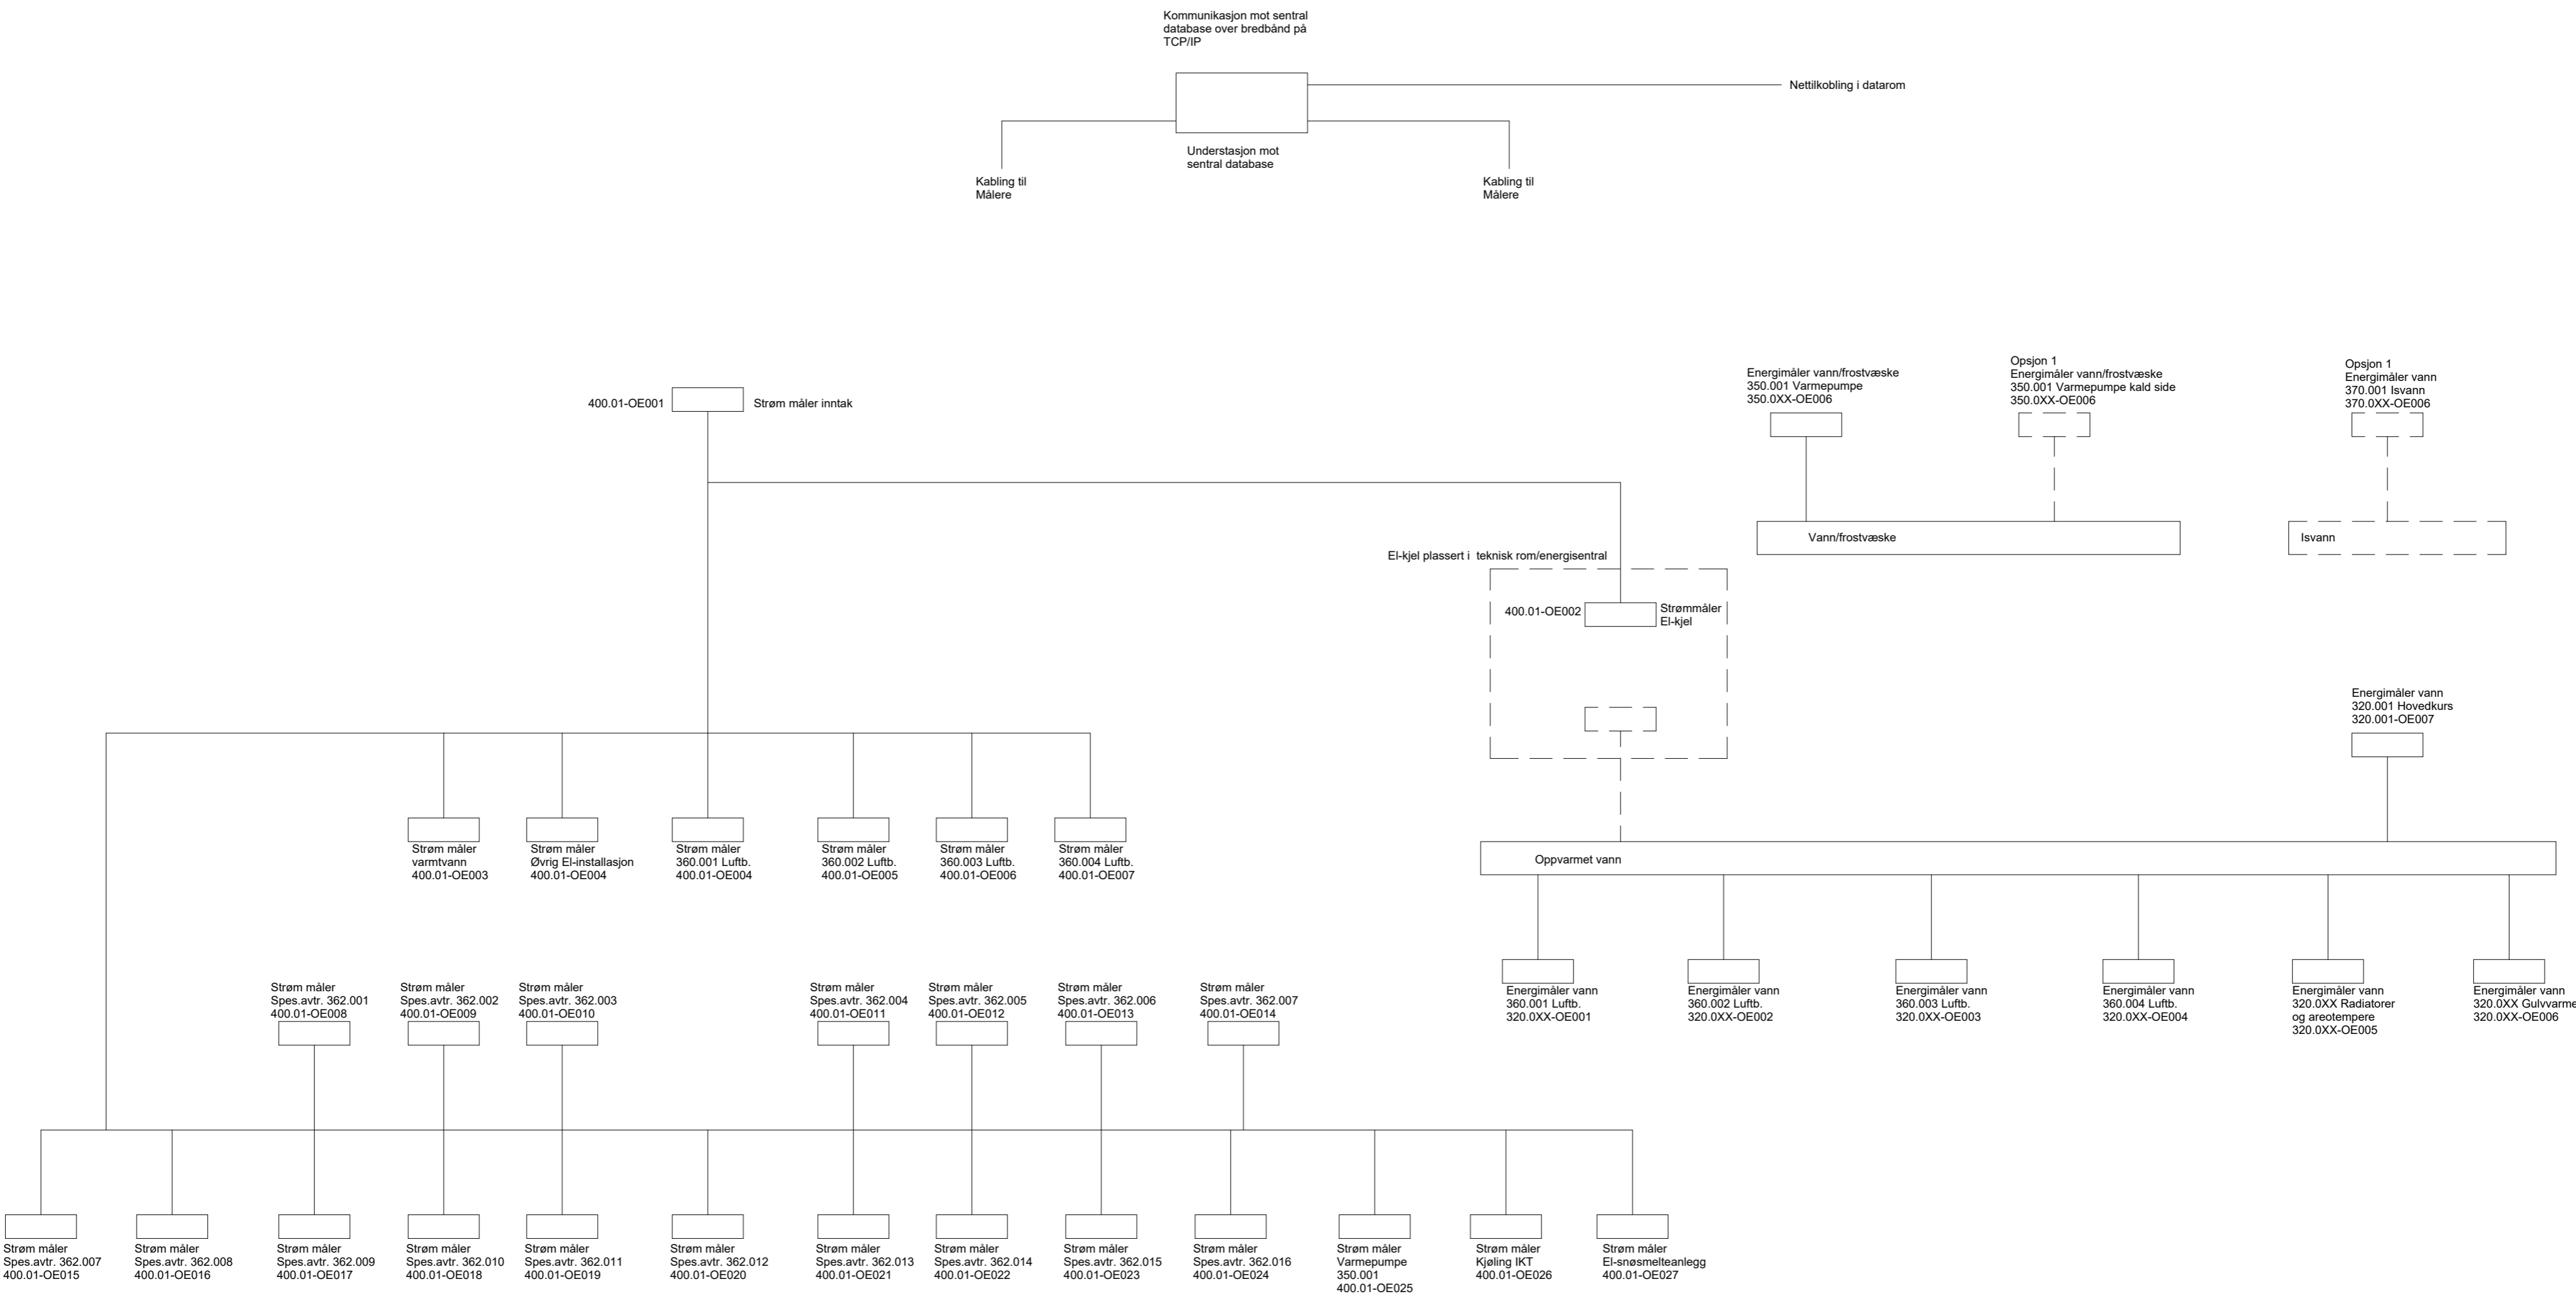 Kommunikasjon mot sentral
database over bredbånd på
TCP/IP
Nettilkobling i datarom
Understasjon mot
sentral database
Kabling til
Målere
Kabling til
Målere
400.01-OE001
Strøm måler inntak
Energimåler vann/frostvæske
350.001 Varmepumpe
350.0XX-OE006
Opsjon 1
Energimåler vann/frostvæske
350.001 Varmepumpe kald side
350.0XX-OE006
Opsjon 1
Energimåler vann
370.001 Isvann
370.0XX-OE006
Vann/frostvæske
Isvann
El-kjel plassert i  teknisk rom/energisentral
400.01-OE002
Strømmåler
El-kjel
Energimåler vann
320.001 Hovedkurs
320.001-OE007
Strøm måler
varmtvann
400.01-OE003
Strøm måler
Øvrig El-installasjon
400.01-OE004
Strøm måler
360.001 Luftb.
400.01-OE004
Strøm måler
360.002 Luftb.
400.01-OE005
Strøm måler
360.003 Luftb.
400.01-OE006
Strøm måler
360.004 Luftb.
400.01-OE007
Oppvarmet vann
Energimåler vann
360.001 Luftb.
320.0XX-OE001
Energimåler vann
360.002 Luftb.
320.0XX-OE002
Energimåler vann
360.003 Luftb.
320.0XX-OE003
Energimåler vann
360.004 Luftb.
320.0XX-OE004
Energimåler vann
320.0XX Radiatorer
og areotempere
320.0XX-OE005
Energimåler vann
320.0XX Gulvvarme
320.0XX-OE006
Strøm måler
Spes.avtr. 362.001
400.01-OE008
Strøm måler
Spes.avtr. 362.002
400.01-OE009
Strøm måler
Spes.avtr. 362.003
400.01-OE010
Strøm måler
Spes.avtr. 362.004
400.01-OE011
Strøm måler
Spes.avtr. 362.005
400.01-OE012
Strøm måler
Spes.avtr. 362.006
400.01-OE013
Strøm måler
Spes.avtr. 362.007
400.01-OE014
Strøm måler
Spes.avtr. 362.007
400.01-OE015
Strøm måler
Spes.avtr. 362.008
400.01-OE016
Strøm måler
Spes.avtr. 362.009
400.01-OE017
Strøm måler
Spes.avtr. 362.010
400.01-OE018
Strøm måler
Spes.avtr. 362.011
400.01-OE019
Strøm måler
Spes.avtr. 362.012
400.01-OE020
Strøm måler
Spes.avtr. 362.013
400.01-OE021
Strøm måler
Spes.avtr. 362.014
400.01-OE022
Strøm måler
Spes.avtr. 362.015
400.01-OE023
Strøm måler
Spes.avtr. 362.016
400.01-OE024
Strøm måler
Varmepumpe
350.001
400.01-OE025
Strøm måler
Kjøling IKT
400.01-OE026
Strøm måler
El-snøsmelteanlegg
400.01-OE027